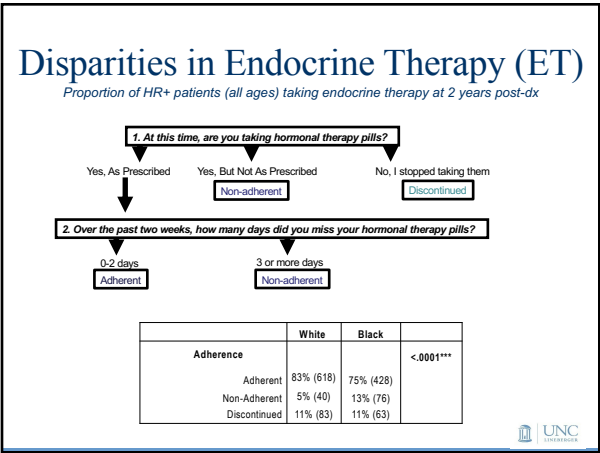 Disparities in Endocrine Therapy (ET)
Proportion of HR+ patients (all ages) taking endocrine therapy at 2 years post-dx
1. At this time, are you taking hormonal therapy pills?
Yes, As Prescribed Yes, But Not As Prescribed No, I stopped taking them
Non-adherent Discontinued
2. Over the past two weeks, how many days did you miss your hormonal therapy pills?
0-2 days 3 or more days
Adherent Non-adherent
White Black
Adherence <.0001***
Adherent 83% (618) 75% (428)
Non-Adherent 5% (40) 13% (76)
Discontinued 11% (83) 11% (63)
UNC
LINEBERGER